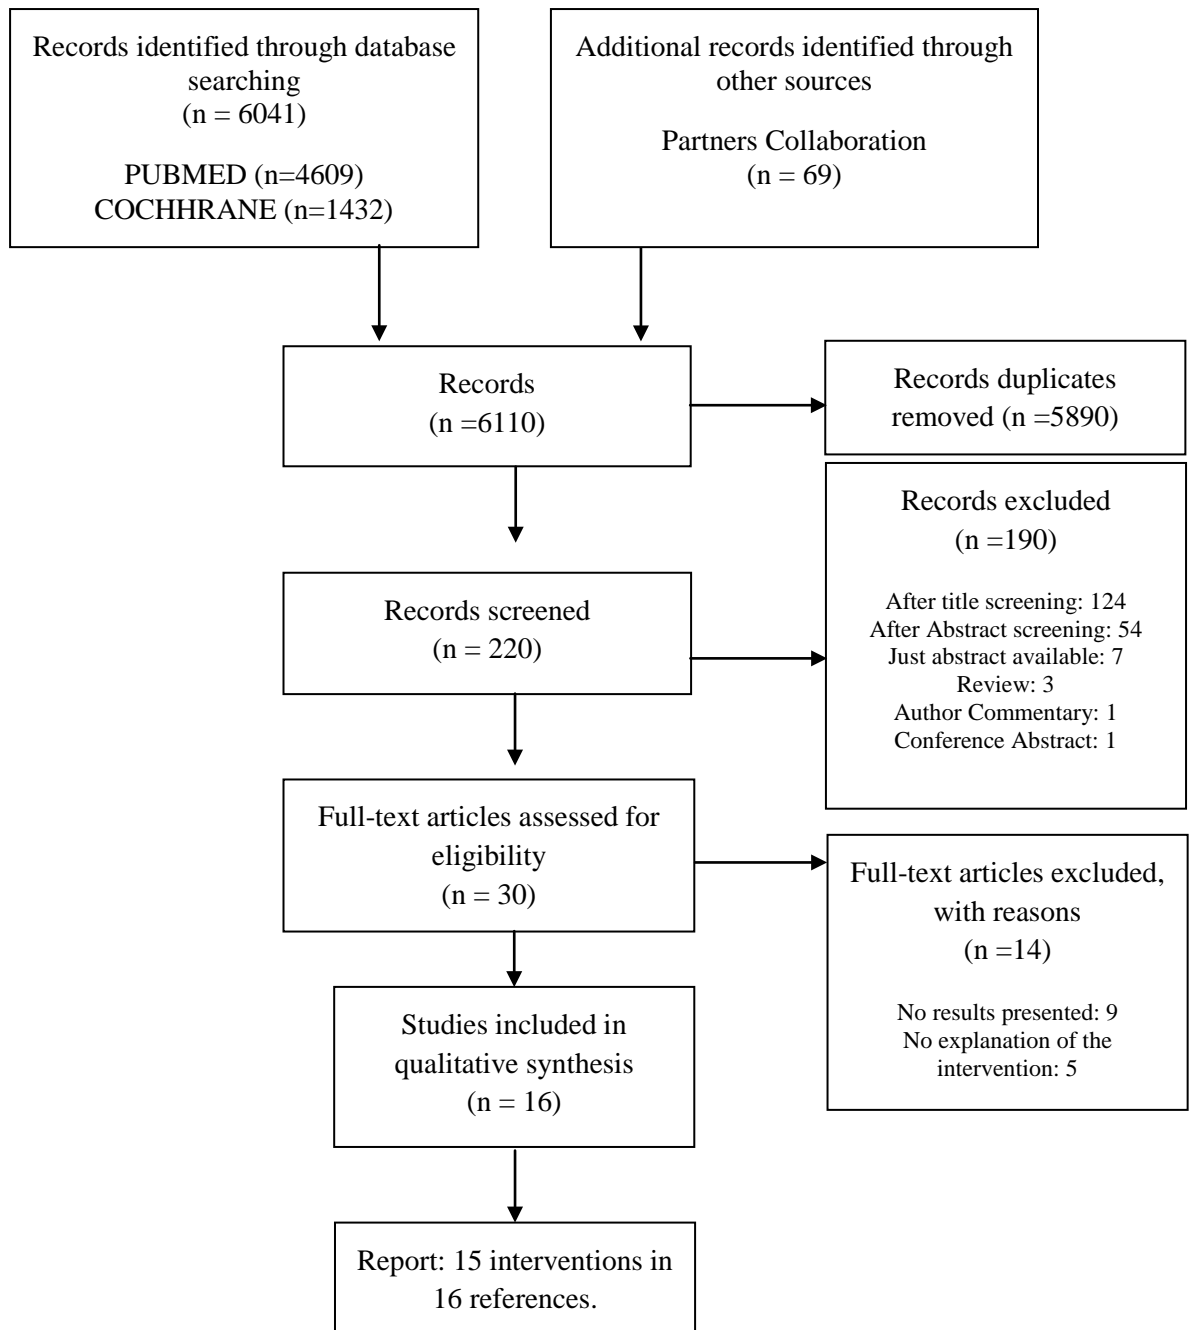 Records identified through database
searching
(n = 6041)
PUBMED (n=4609)
COCHHRANE (n=1432)
Additional records identified through
other sources
Partners Collaboration
(n = 69)
Records
(n =6110)
Records duplicates
removed (n =5890)
Records excluded
(n =190)
After title screening: 124
After Abstract screening: 54
Just abstract available: 7
Review: 3
Author Commentary: 1
Conference Abstract: 1
Records screened
(n = 220)
Full-text articles assessed for
eligibility
(n = 30)
Full-text articles excluded,
with reasons
(n =14)
No results presented: 9
No explanation of the
intervention: 5
Studies included in
qualitative synthesis
(n = 16)
Report: 15 interventions in
16 references.